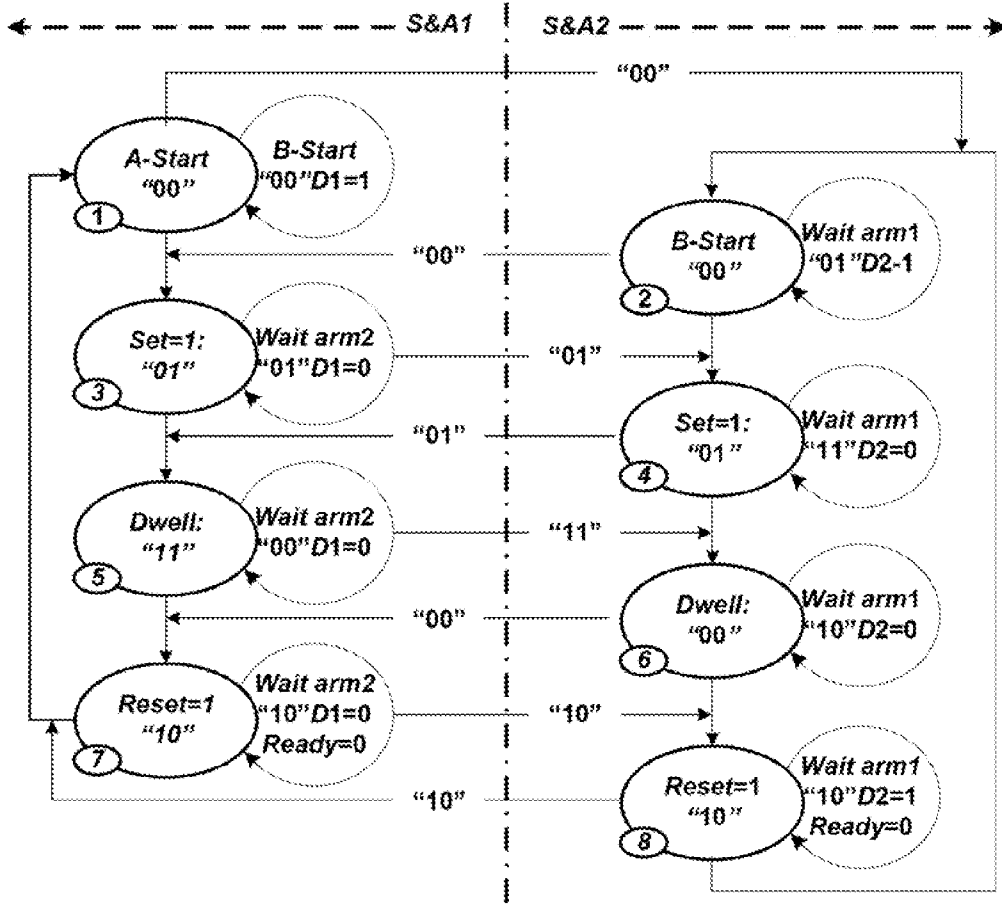 S&A1
S&A2
“00”
A-Start
“00”
1
B-Start
“00”D1=1
“00”
B-Start
“00”
2
Wait arm1
“01”D2-1
Set=1:
“01”
3
Wait arm2
“01”D1=0
“01”
Set=1:
“01”
4
Wait arm1
“11”D2=0
“01”
Dwell:
“11”
5
Wait arm2
“00”D1=0
“11”
Dwell:
“00”
6
Wait arm1
“10”D2=0
“00”
Reset=1
“10”
7
Wait arm2
“10”D1=0
Ready=0
“10”
Reset=1
“10”
8
Wait arm1
“10”D2=1
Ready=0
“10”